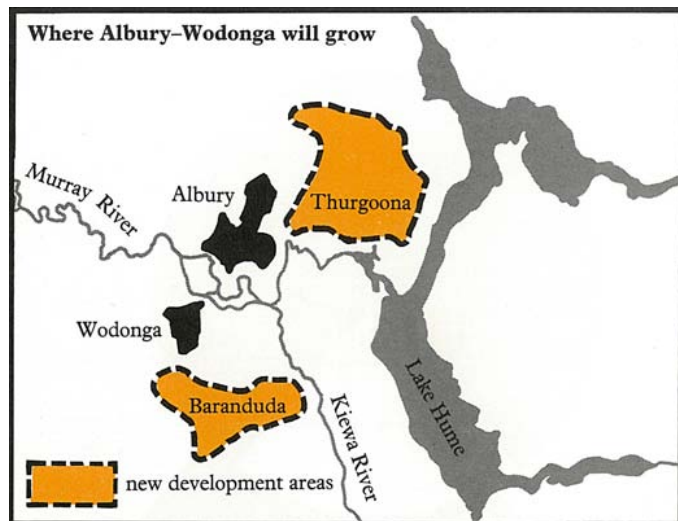 Where Albury–Wodonga will grow
Murray River
Albury
Thurgoona
Wodonga
Baranduda
Kiewa River
Lake Hume
new development areas